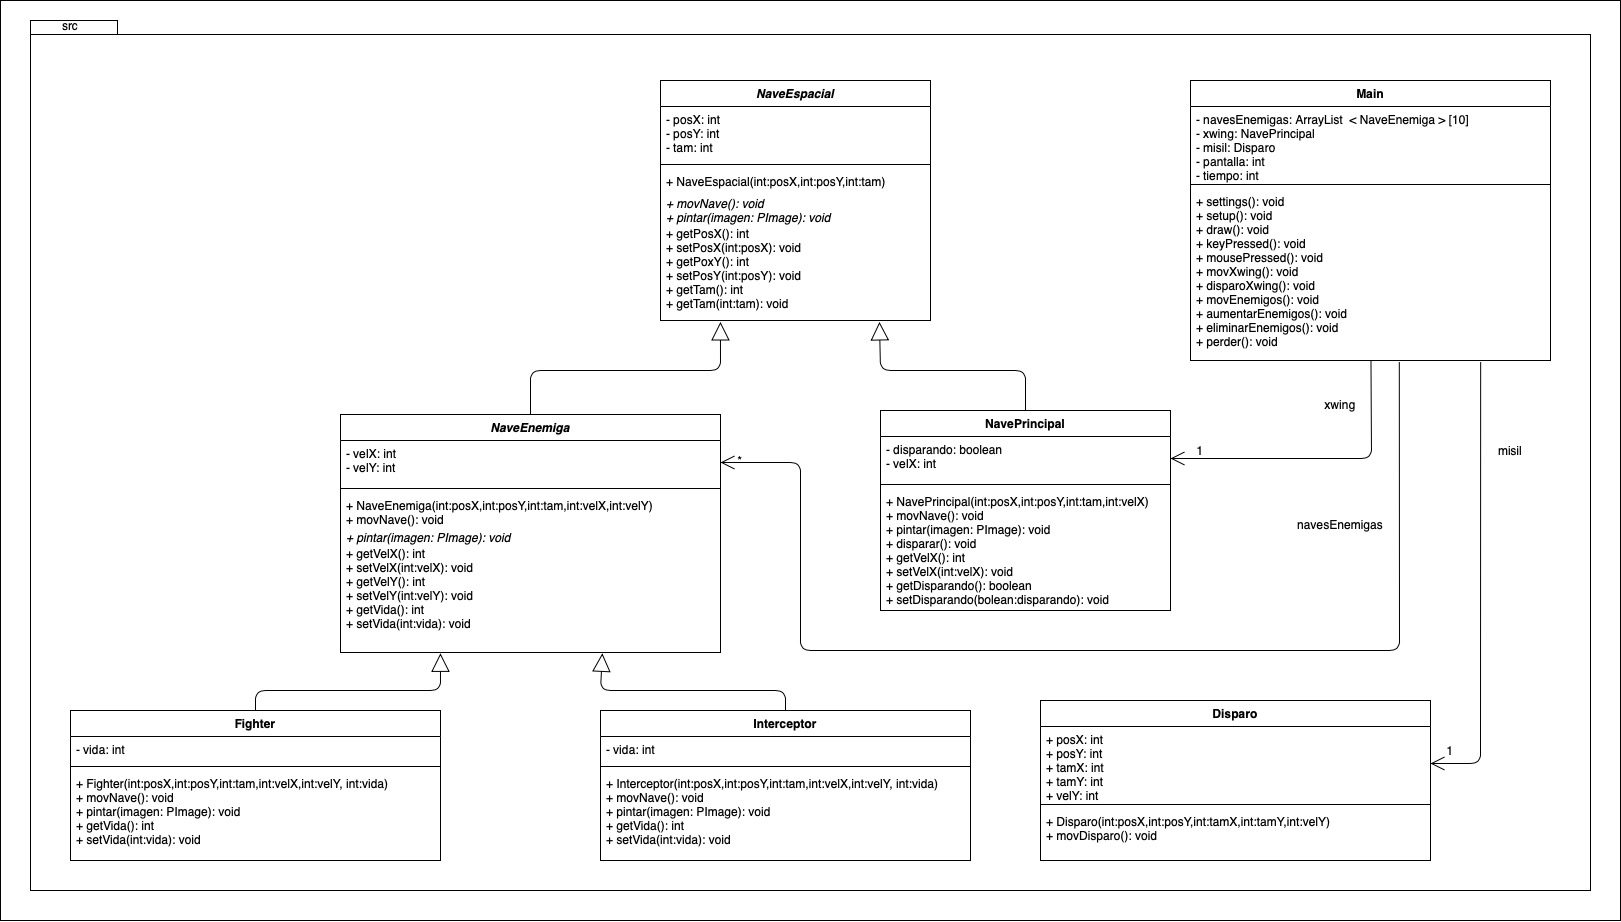 src
NaveEspacial
- posX: int
- posY: int
- tam: int
+ NaveEspacial(int:posX,int:posY,int:tam)
+ movNave(): void
+ pintar(imagen: PImage): void
+ getPosX(): int
+ setPosX(int:posX): void
+ getPoxY(): int
+ setPosY(int:posY): void
+ getTam(): int
+ getTam(int:tam): void
Main
- navesEnemigas: ArrayList < NaveEnemiga > [10]
- xwing: NavePrincipal
- misil: Disparo
- pantalla: int
- tiempo: int
+ settings(): void
+ setup(): void
+ draw(): void
+ keyPressed(): void
+ mousePressed(): void
+ movXwing(): void
+ disparoXwing(): void
+ movEnemigos(): void
+ aumentarEnemigos(): void
+ eliminarEnemigos(): void
+ perder(): void
xwing
1
misil
navesEnemigas
*
1
NaveEnemiga
- velX: int
- velY: int
+ NaveEnemiga(int:posX,int:posY,int:tam,int:velX,int:velY)
+ movNave(): void
+ pintar(imagen: PImage): void
+ getVelX(): int
+ setVelX(int:velX): void
+ getVelY(): int
+ setVelY(int:velY): void
+ getVida(): int
+ setVida(int:vida): void
NavePrincipal
- disparando: boolean
- velX: int
+ NavePrincipal(int:posX,int:posY,int:tam,int:velX)
+ movNave(): void
+ pintar(imagen: PImage): void
+ disparar(): void
+ getVelX(): int
+ setVelX(int:velX): void
+ getDisparando(): boolean
+ setDisparando(bolean:disparando): void
Fighter
- vida: int
+ Fighter(int:posX,int:posY,int:tam,int:velX,int:velY, int:vida)
+ movNave(): void
+ pintar(imagen: PImage): void
+ getVida(): int
+ setVida(int:vida): void
Interceptor
- vida: int
+ Interceptor(int:posX,int:posY,int:tam,int:velX,int:velY, int:vida)
+ movNave(): void
+ pintar(imagen: PImage): void
+ getVida(): int
+ setVida(int:vida): void
Disparo
+ posX: int
+ posY: int
+ tamX: int
+ tamY: int
+ velY: int
+ Disparo(int:posX,int:posY,int:tamX,int:tamY,int:velY)
+ movDisparo(): void